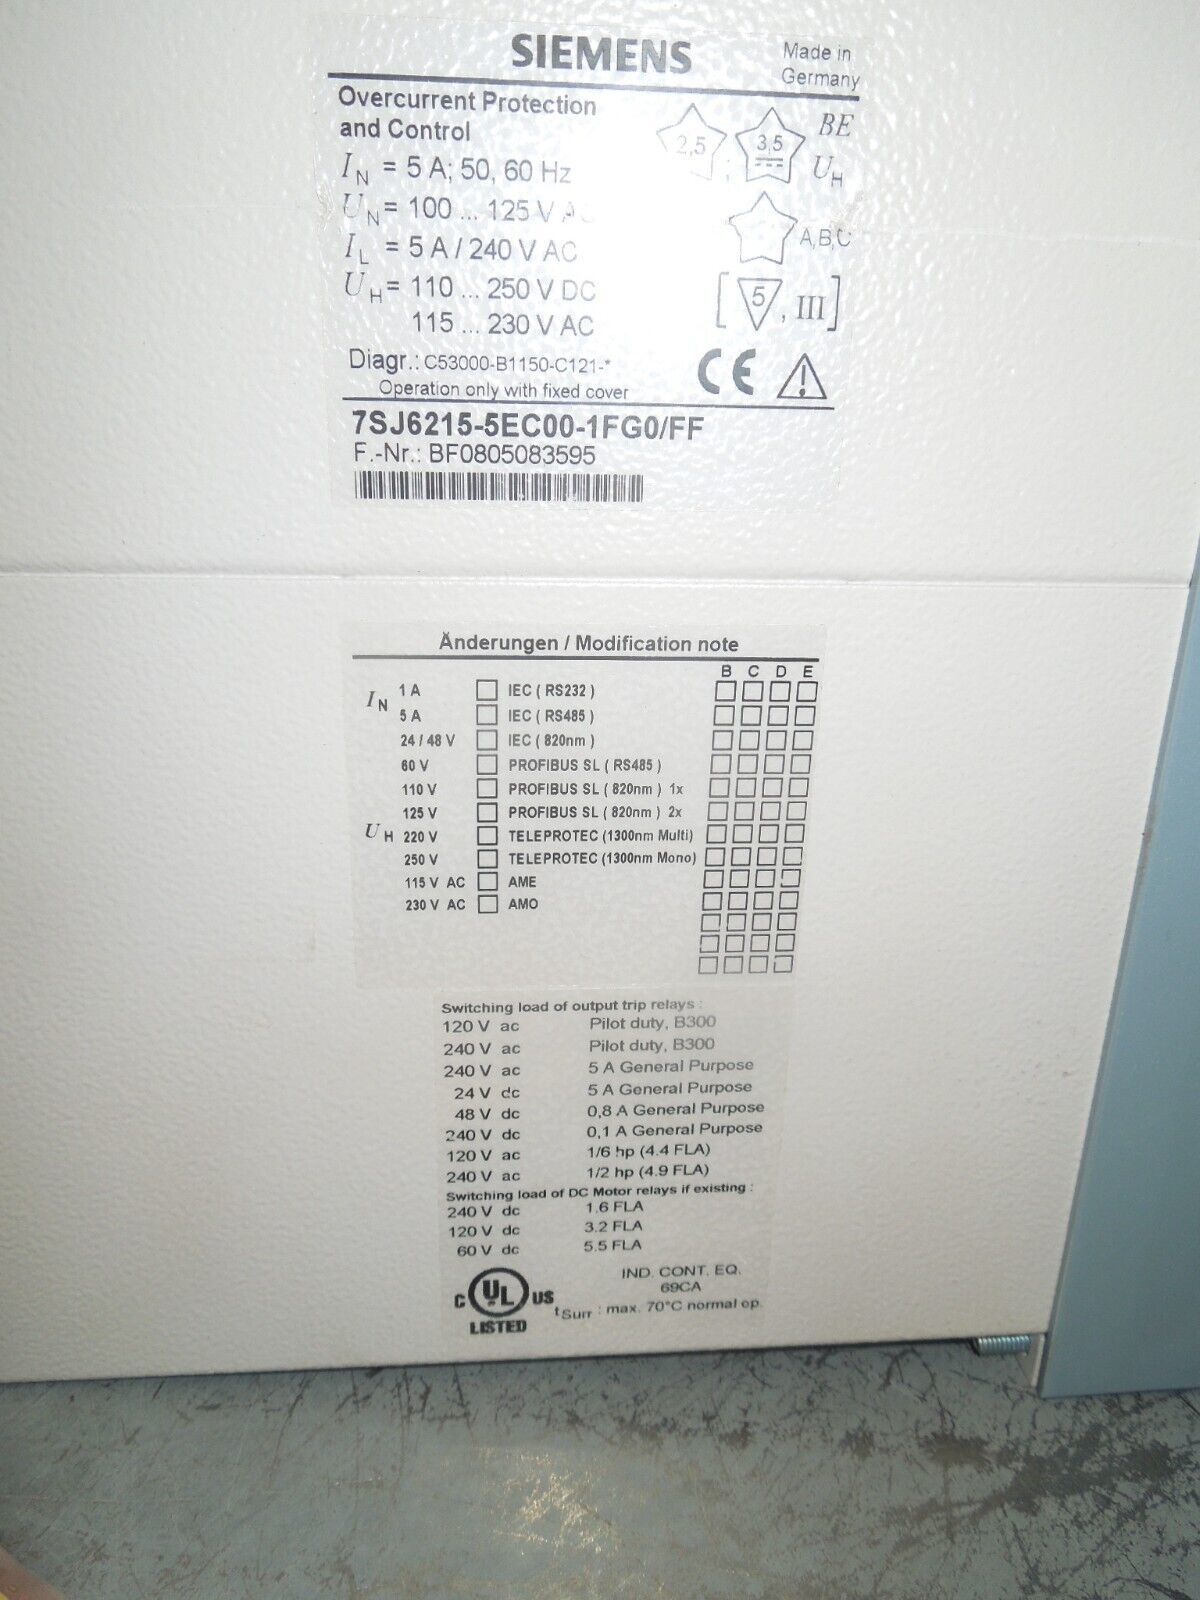 SIEMENS
Made in
Germany
Overcurrent Protection
and Control
IN = 5 A; 50, 60 Hz
UN = 100 ... 125 V AC
IL = 5 A / 240 V AC
UH = 110 ... 250 V DC
115 ... 230 V AC
2,5 ; 3,5 BE
UH
A,B,C
[ 5 , III ]
Diagr.: C53000-B1150-C121-*
Operation only with fixed cover
CE
7SJ6215-5EC00-1FG0/FF
F.-Nr.: BF0805083595
Änderungen / Modification note
B C D E
IN 1 A IEC ( RS232 )
5 A IEC ( RS485 )
24 / 48 V IEC ( 820nm )
60 V PROFIBUS SL ( RS485 )
110 V PROFIBUS SL ( 820nm ) 1x
125 V PROFIBUS SL ( 820nm ) 2x
UH 220 V TELEPROTEC (1300nm Multi)
250 V TELEPROTEC (1300nm Mono)
115 V AC AME
230 V AC AMO
Switching load of output trip relays :
120 V ac Pilot duty, B300
240 V ac Pilot duty, B300
240 V ac 5 A General Purpose
24 V dc 5 A General Purpose
48 V dc 0,8 A General Purpose
240 V dc 0,1 A General Purpose
120 V ac 1/6 hp (4.4 FLA)
240 V ac 1/2 hp (4.9 FLA)
Switching load of DC Motor relays if existing :
240 V dc 1.6 FLA
120 V dc 3.2 FLA
60 V dc 5.5 FLA
C UL US
LISTED
IND. CONT. EQ.
69CA
tSurr : max. 70°C normal op.